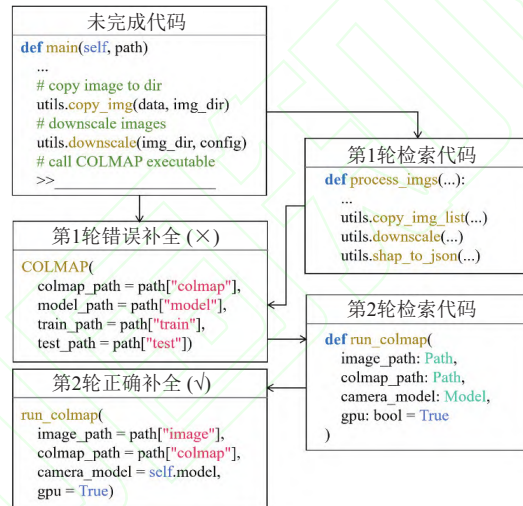 未完成代码
def main(self, path)
...
# copy image to dir
utils.copy_img(data, img_dir)
# downscale images
utils.downscale(img_dir, config)
# call COLMAP executable
>>____________________
第1轮检索代码
def process_imgs(...):
...
utils.copy_img_list(...)
utils.downscale(...)
utils.shap_to_json(...)
第1轮错误补全 (×)
COLMAP(
colmap_path = path["colmap"],
model_path = path["model"],
train_path = path["train"],
test_path = path["test"])
第2轮检索代码
def run_colmap(
image_path: Path,
colmap_path: Path,
camera_model: Model,
gpu: bool = True
)
第2轮正确补全 (√)
run_colmap(
image_path = path["image"],
colmap_path = path["colmap"],
camera_model = self.model,
gpu = True)